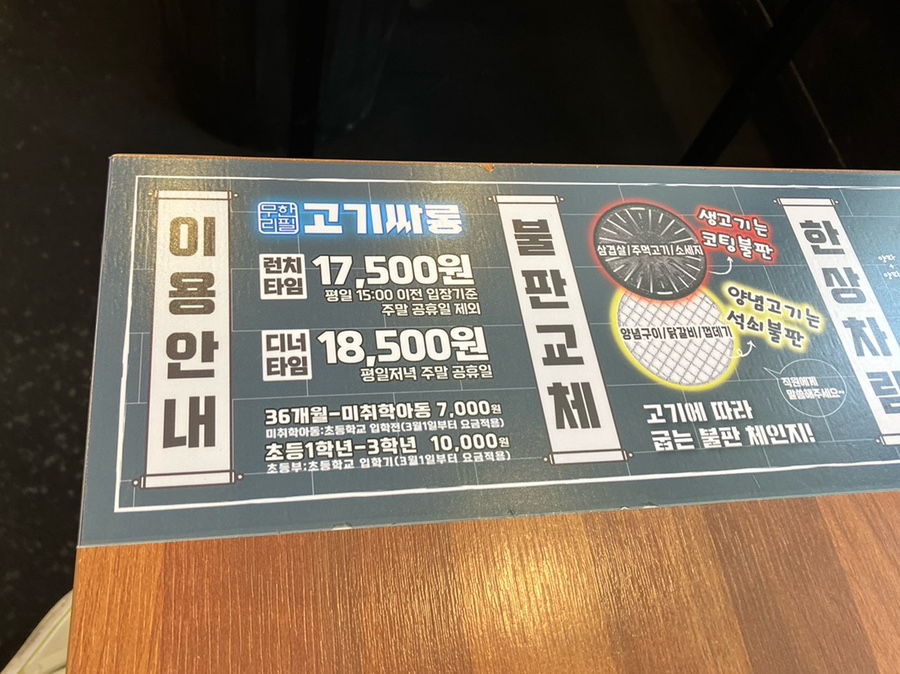 이용안내
무한리필 고기싸롱
런치타임 17,500원
평일 15:00 이전 입장기준
주말 공휴일 제외
디너타임 18,500원
평일저녁 주말 공휴일
36개월-미취학아동 7,000원
미취학아동:초등학교 입학전(3월1일부터 요금적용)
초등1학년-3학년 10,000원
초등부:초등학교 입학기(3월1일부터 요금적용)
불판교체
생고기는
코팅불판
삼겹살/주먹고기/소세지
양념고기는
석쇠불판
양념구이/닭갈비/껍데기
직원에게
말씀해주세요~
고기에 따라
굽는 불판 체인지!
한상차림